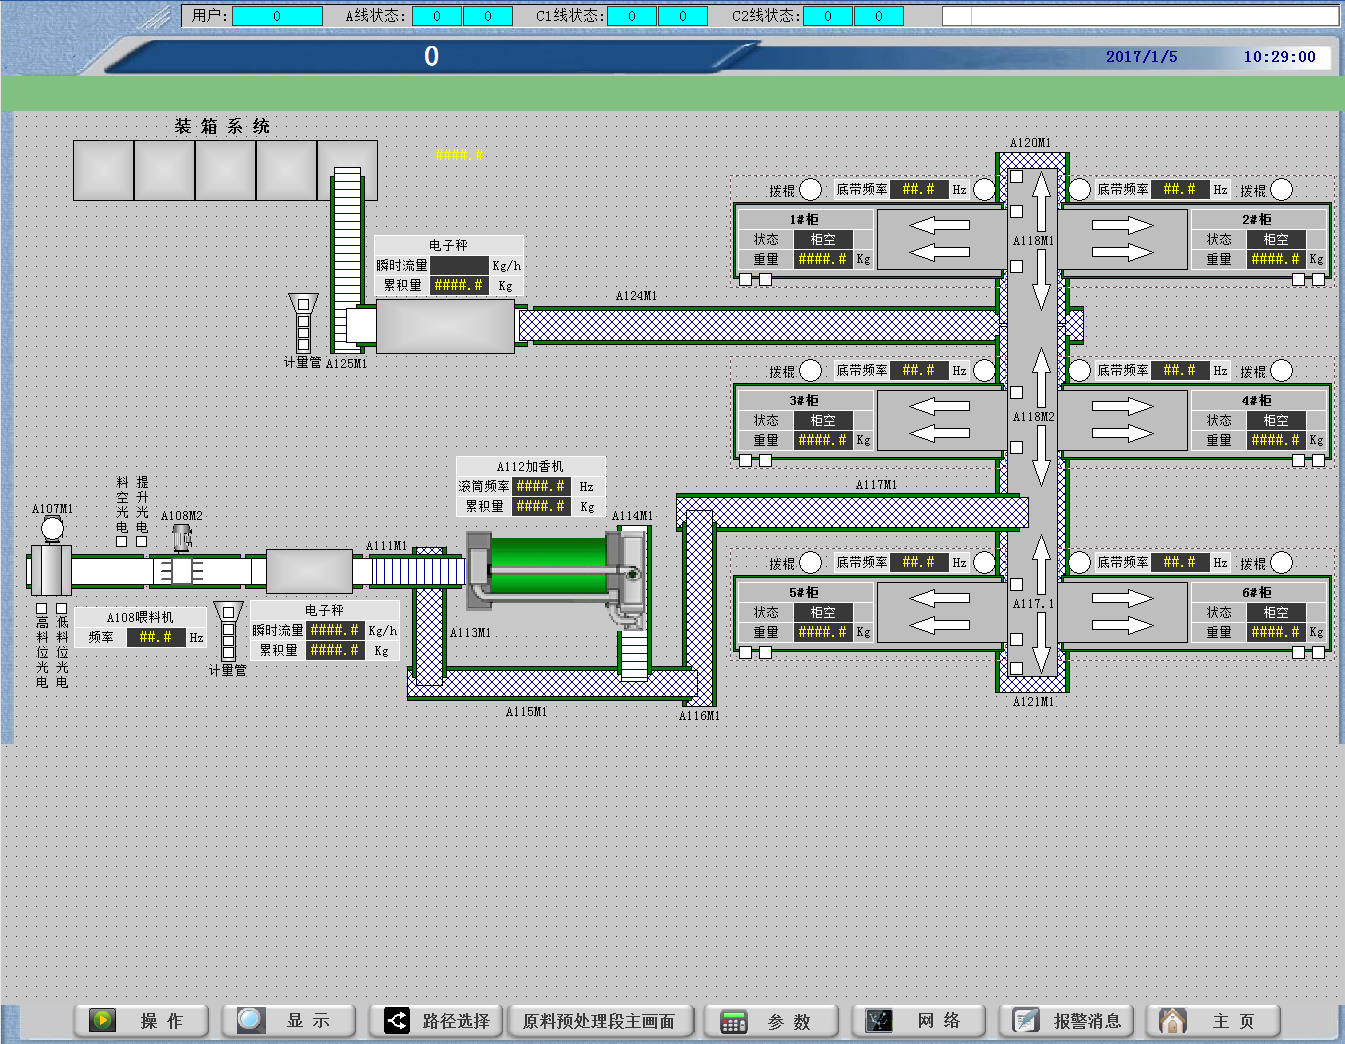 用户: 0 A线状态: 0 0 C1线状态: 0 0 C2线状态: 0 0
0 2017/1/5 10:29:00
装箱系统
####.#
A120M1
拨棍 底带频率 ##.# Hz 底带频率 ##.# Hz 拨棍
1#柜
状态 柜空
重量 ####.# Kg
A118M1
2#柜
状态 柜空
重量 ####.# Kg
电子秤
瞬时流量 Kg/h
累积量 ####.# Kg
A124M1
计量管 A125M1
拨棍 底带频率 ##.# Hz 底带频率 ##.# Hz 拨棍
3#柜
状态 柜空
重量 ####.# Kg
A118M2
4#柜
状态 柜空
重量 ####.# Kg
A112加香机
滚筒频率 ####.# Hz
累积量 ####.# Kg
A117M1
料空光电
提升光电
A107M1
A108M2
A111M1
A114M1
拨棍 底带频率 ##.# Hz 底带频率 ##.# Hz 拨棍
5#柜
状态 柜空
重量 ####.# Kg
A117.1
6#柜
状态 柜空
重量 ####.# Kg
高料位光电
低料位光电
A108喂料机
频率 ##.# Hz
计量管
电子秤
瞬时流量 ####.# Kg/h
累积量 ####.# Kg
A113M1
A115M1
A116M1
A121M1
操作 显示 路径选择 原料预处理段主画面 参数 网络 报警消息 主页